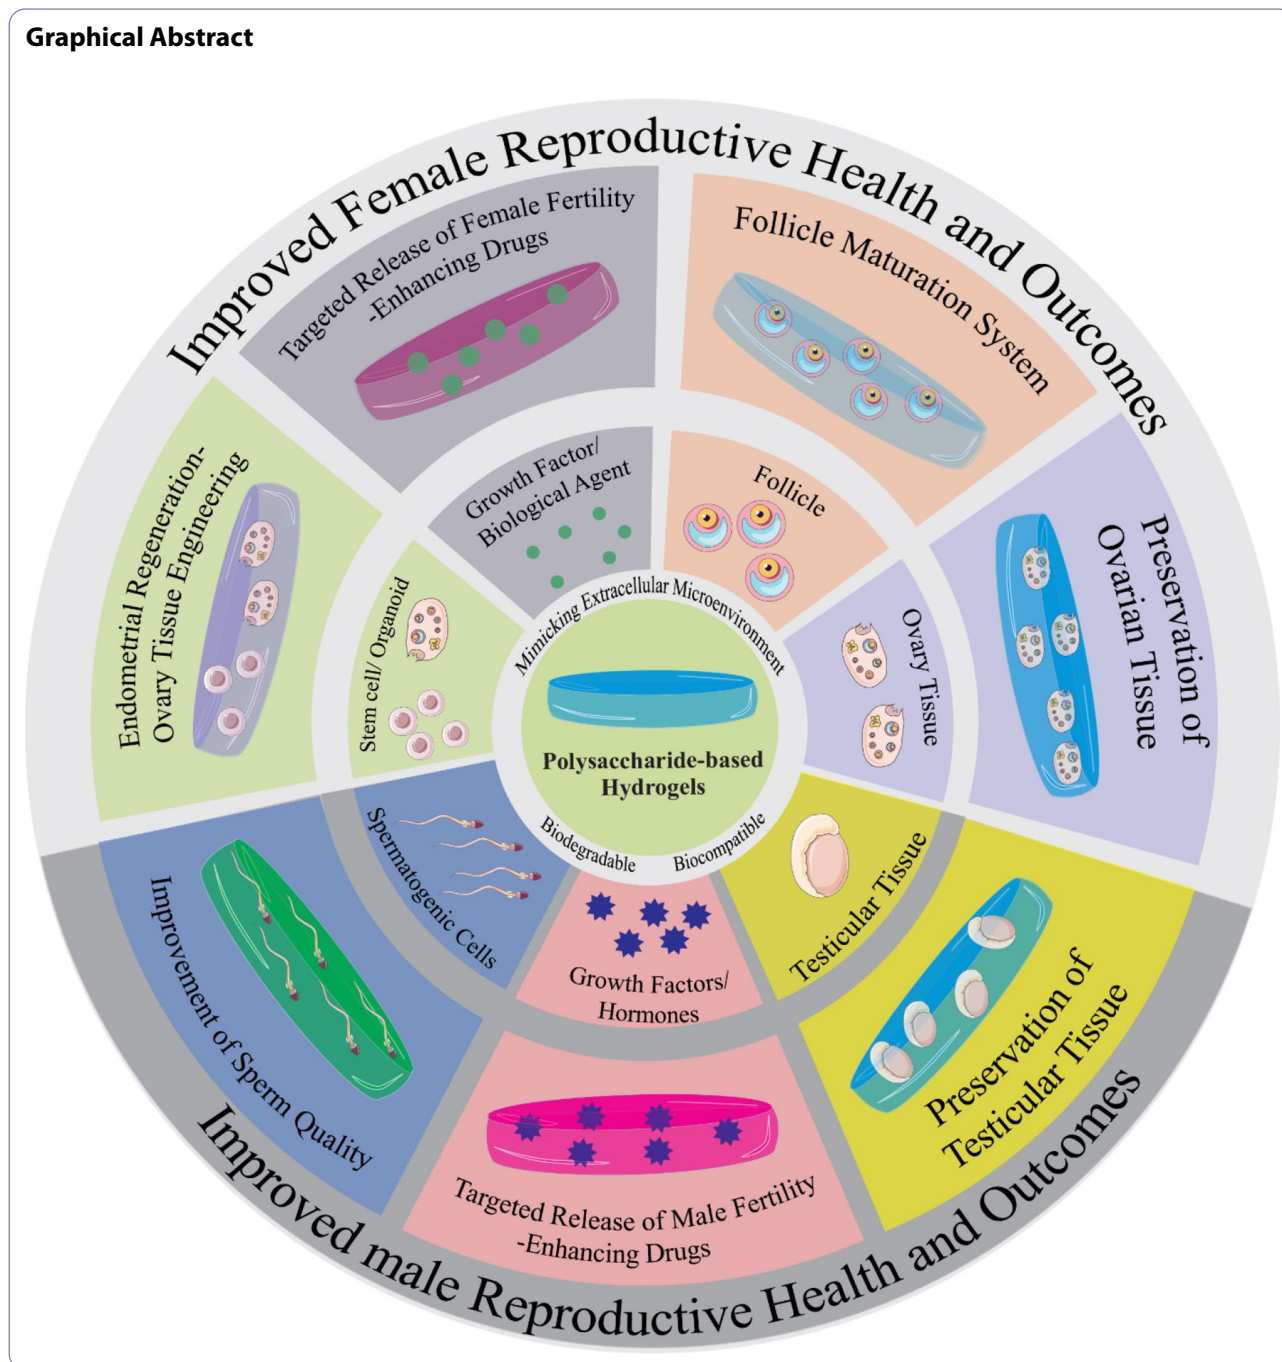 Graphical Abstract
Improved Female Reproductive Health and Outcomes
Targeted Release of Female Fertility
-Enhancing Drugs
Follicle Maturation System
Endometrial Regeneration-
Ovary Tissue Engineering
Preservation of
Ovarian Tissue
Growth Factor/
Biological Agent
Follicle
Stem cell/ Organoid
Ovary Tissue
Mimicking Extracellular Microenvironment
Polysaccharide-based
Hydrogels
Biodegradable
Biocompatible
Spermatogenic Cells
Growth Factors/
Hormones
Testicular Tissue
Improvement of Sperm Quality
Targeted Release of Male Fertility
-Enhancing Drugs
Preservation of
Testicular Tissue
Improved male Reproductive Health and Outcomes